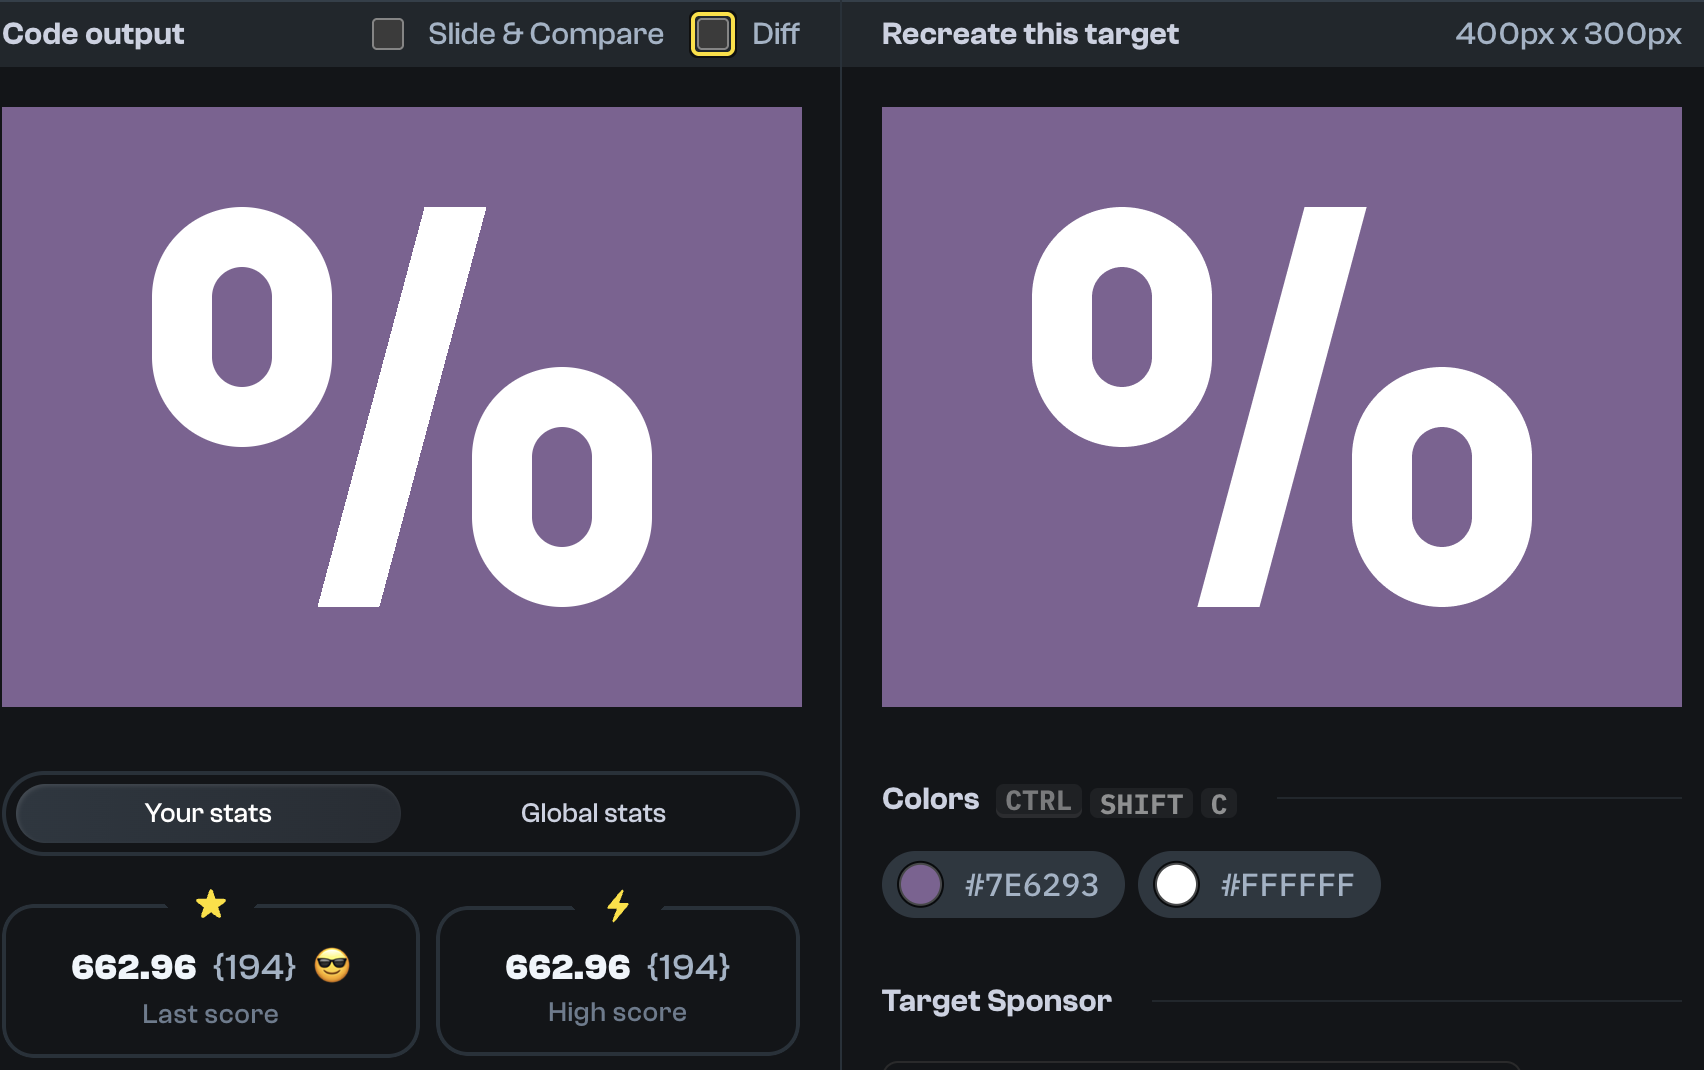 Code output
Slide & Compare
Diff
Recreate this target
400px x 300px
%
%
Your stats
Global stats
662.96 {194} 😎
Last score
662.96 {194}
High score
Colors CTRL SHIFT C
#7E6293
#FFFFFF
Target Sponsor